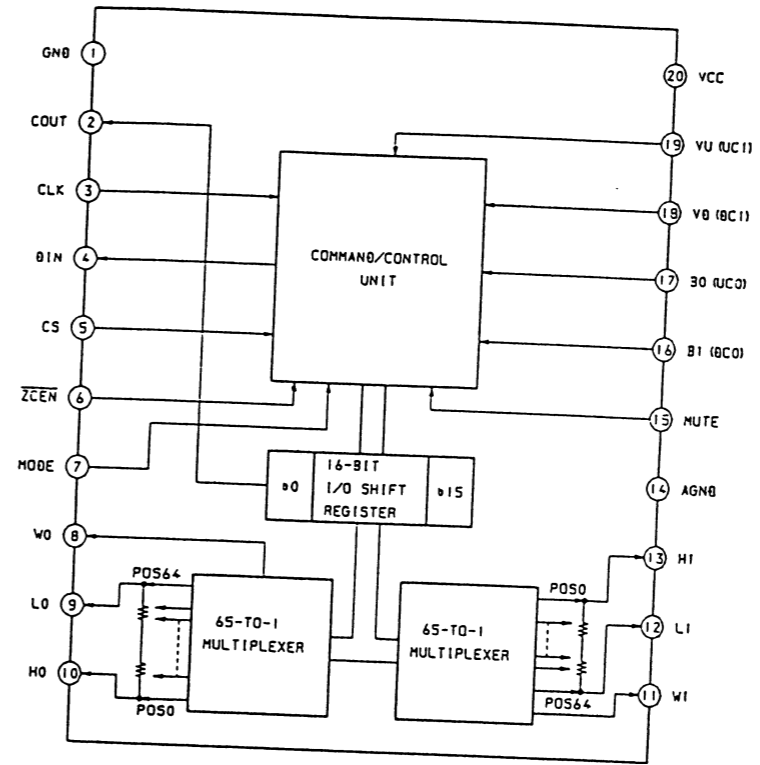 GND 1
20 VCC
COUT 2
19 VU (UC1)
CLK 3
18 VD (DC1)
DIN 4
COMMAND/CONTROL
UNIT
17 B0 (UC0)
CS 5
16 B1 (DC0)
ZCEN 6
15 MUTE
MODE 7
b0
16-BIT
I/O SHIFT
REGISTER
b15
14 AGND
W0 8
13 H1
POS64
POS0
L0 9
65-TO-1
MULTIPLEXER
65-TO-1
MULTIPLEXER
12 L1
H0 10
POS0
POS64
11 W1